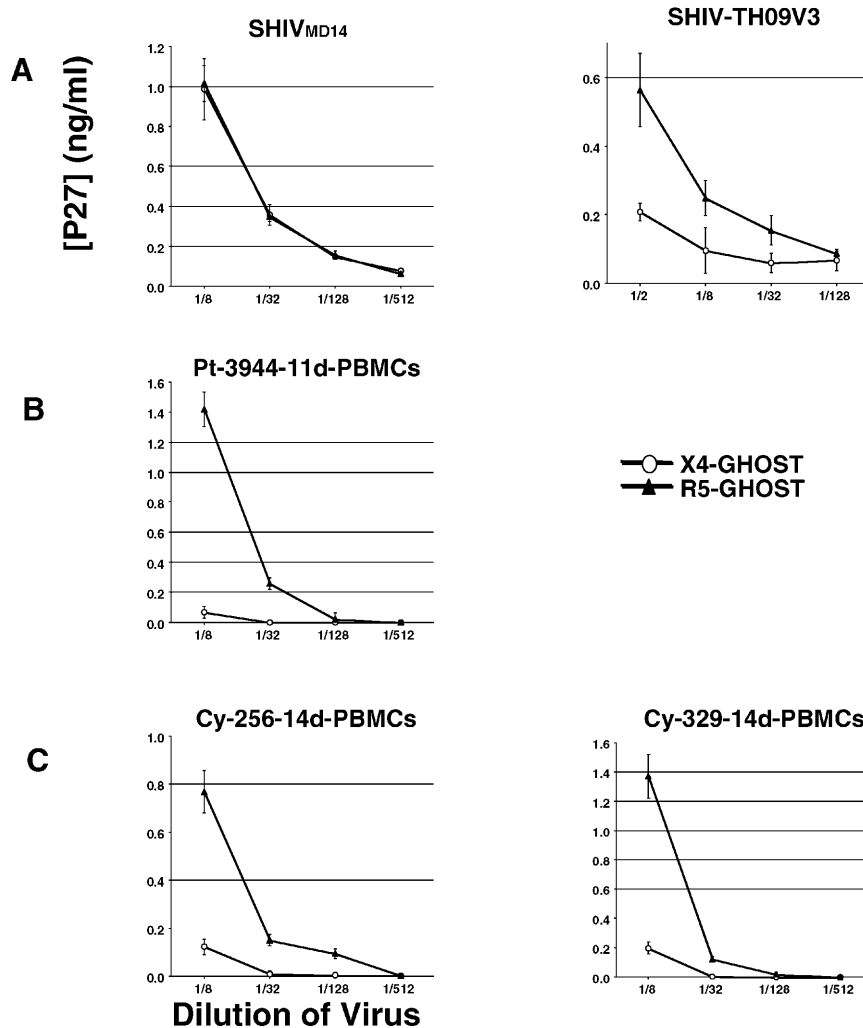 SHIVMD14
SHIV-TH09V3
A
[P27] (ng/ml)
1.2
1.0
0.8
0.6
0.4
0.2
0.0
1/8 1/32 1/128 1/512
0.6
0.4
0.2
0.0
1/2 1/8 1/32 1/128
Pt-3944-11d-PBMCs
B
1.6
1.4
1.2
1.0
0.8
0.6
0.4
0.2
0.0
1/8 1/32 1/128 1/512
X4-GHOST
R5-GHOST
Cy-256-14d-PBMCs
Cy-329-14d-PBMCs
C
1.0
0.8
0.6
0.4
0.2
0.0
1/8 1/32 1/128 1/512
1.6
1.4
1.2
1.0
0.8
0.6
0.4
0.2
0.0
1/8 1/32 1/128 1/512
Dilution of Virus